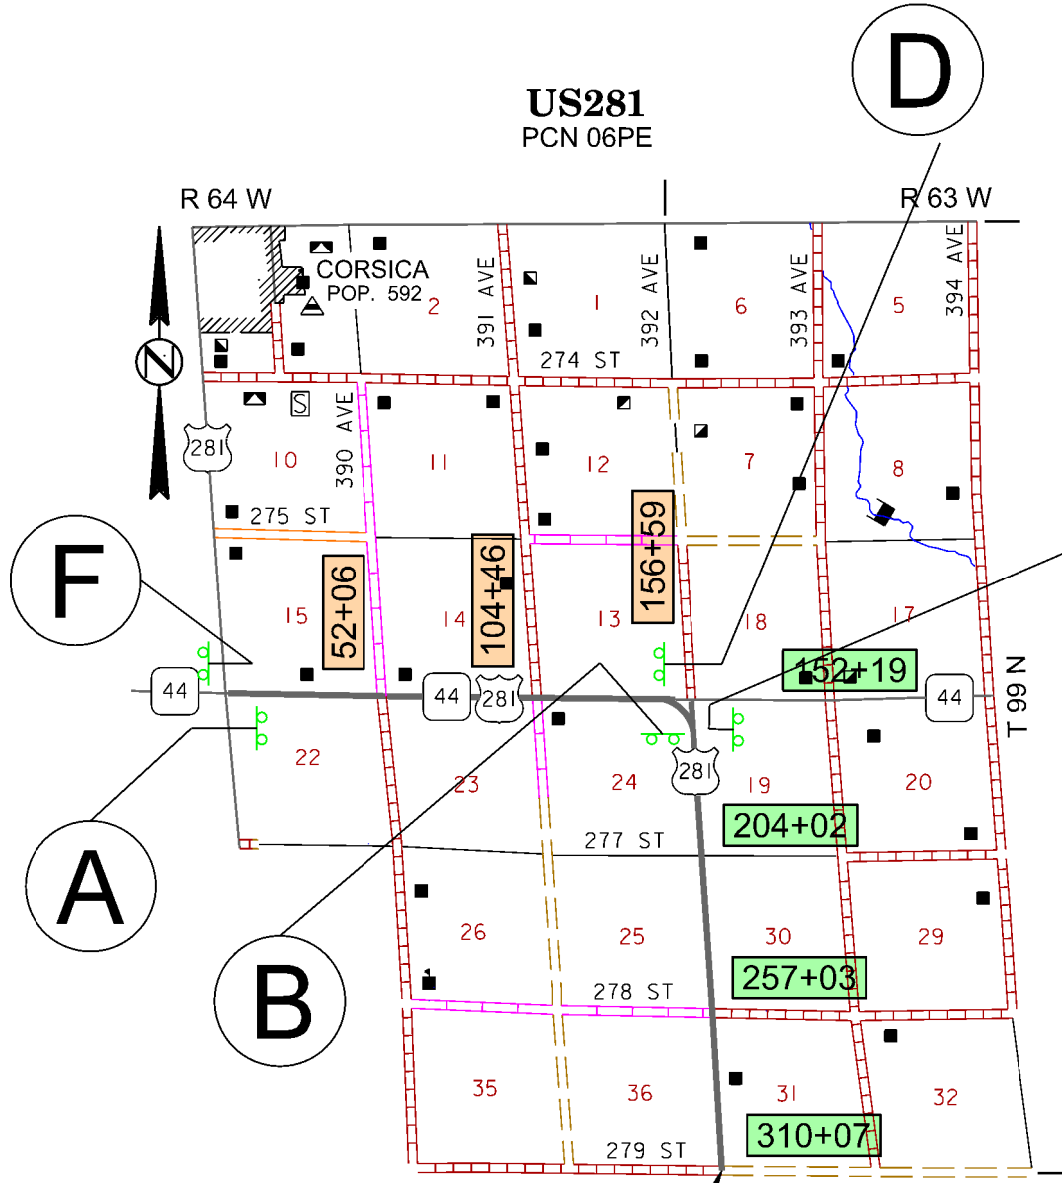 D
US281
PCN 06PE
R 64 W
R 63 W
CORSICA
POP. 592
2
391 AVE
1
392 AVE
6
393 AVE
5
394 AVE
N
274 ST
281
10
S
390 AVE
11
12
7
8
275 ST
F
15
52+06
14
104+46
13
156+59
18
17
152+19
T 99 N
44
44
281
44
22
23
24
281
19
20
204+02
277 ST
A
26
25
30
29
B
257+03
278 ST
35
36
31
32
310+07
279 ST